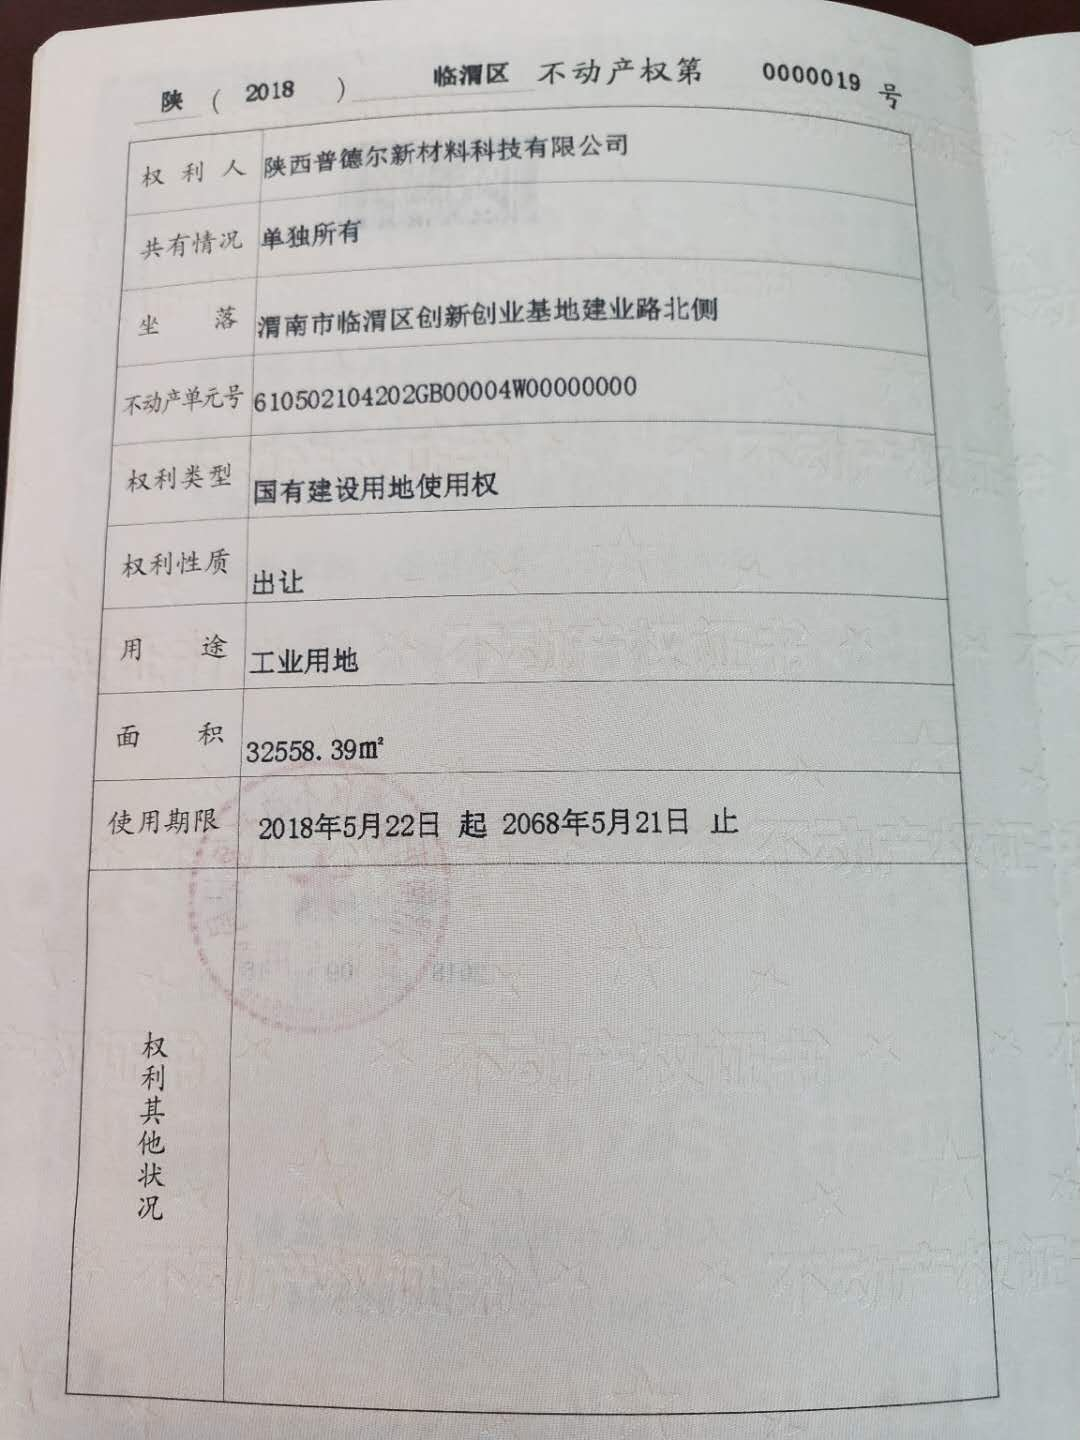 陕（2018）临渭区 不动产权第 0000019 号
权利人 陕西普德尔新材料科技有限公司
共有情况 单独所有
坐落 渭南市临渭区创新创业基地建业路北侧
不动产单元号 610502104202GB00004W00000000
权利类型 国有建设用地使用权
权利性质 出让
用途 工业用地
面积 32558.39㎡
使用期限 2018年5月22日 起 2068年5月21日 止
权利其他状况